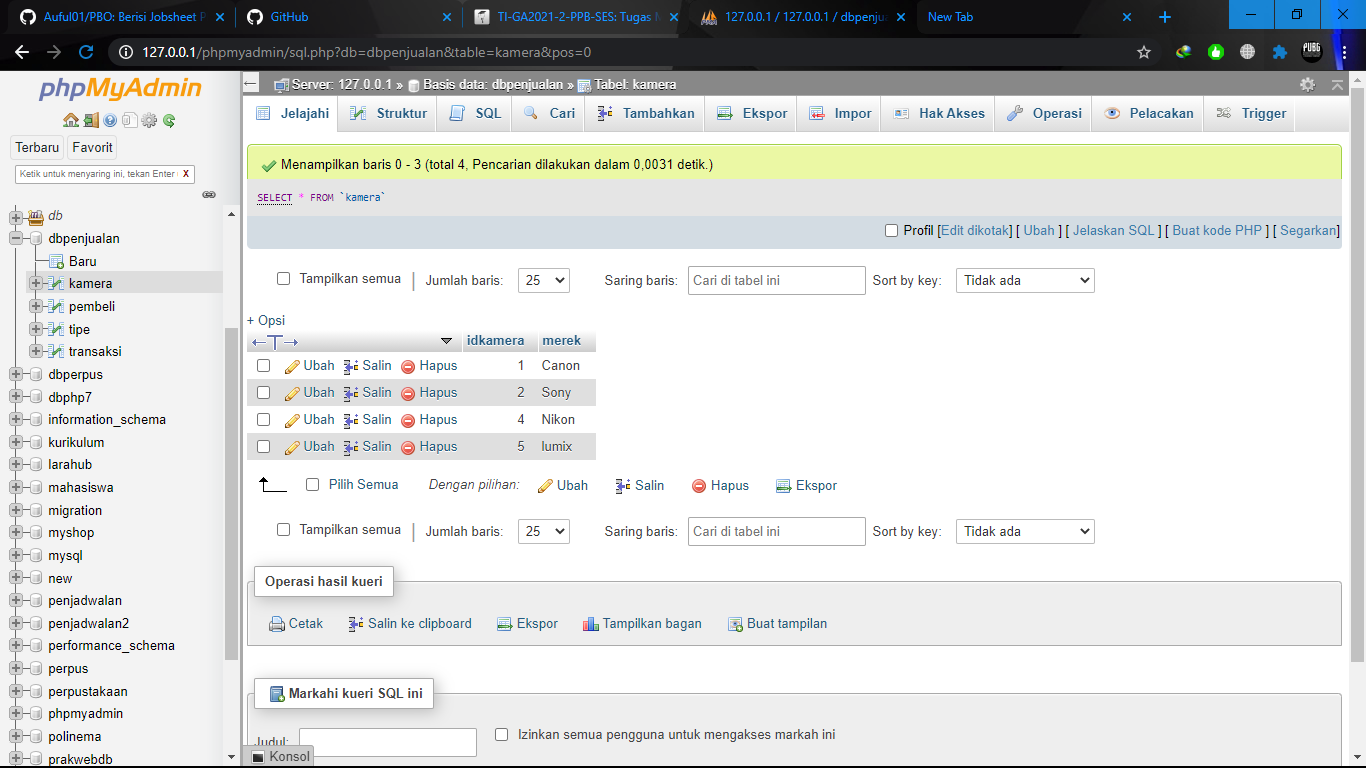 Auful01/PBO: Berisi Jobsheet P
GitHub
TI-GA2021-2-PPB-SES: Tugas
127.0.0.1 / 127.0.0.1 / dbpenjua
New Tab
127.0.0.1/phpmyadmin/sql.php?db=dbpenjualan&table=kamera&pos=0
PUBG
phpMyAdmin
Terbaru Favorit
Ketik untuk menyaring ini, tekan Enter X
db
dbpenjualan
Baru
kamera
pembeli
tipe
transaksi
dbperpus
dbphp7
information_schema
kurikulum
larahub
mahasiswa
migration
myshop
mysql
new
penjadwalan
penjadwalan2
performance_schema
perpus
perpustakaan
phpmyadmin
polinema
prakwebdb
Server: 127.0.0.1 » Basis data: dbpenjualan » Tabel: kamera
Jelajahi Struktur SQL Cari Tambahkan Ekspor Impor Hak Akses Operasi Pelacakan Trigger
Menampilkan baris 0 - 3 (total 4, Pencarian dilakukan dalam 0,0031 detik.)
SELECT * FROM `kamera`
Profil [Edit dikotak] [ Ubah ] [ Jelaskan SQL ] [ Buat kode PHP ] [ Segarkan]
Tampilkan semua | Jumlah baris: 25 Saring baris: Cari di tabel ini Sort by key: Tidak ada
+ Opsi
←T→ idkamera merek
Ubah Salin Hapus 1 Canon
Ubah Salin Hapus 2 Sony
Ubah Salin Hapus 4 Nikon
Ubah Salin Hapus 5 lumix
Pilih Semua Dengan pilihan: Ubah Salin Hapus Ekspor
Tampilkan semua | Jumlah baris: 25 Saring baris: Cari di tabel ini Sort by key: Tidak ada
Operasi hasil kueri
Cetak Salin ke clipboard Ekspor Tampilkan bagan Buat tampilan
Markahi kueri SQL ini
Judul: Izinkan semua pengguna untuk mengakses markah ini
Konsol